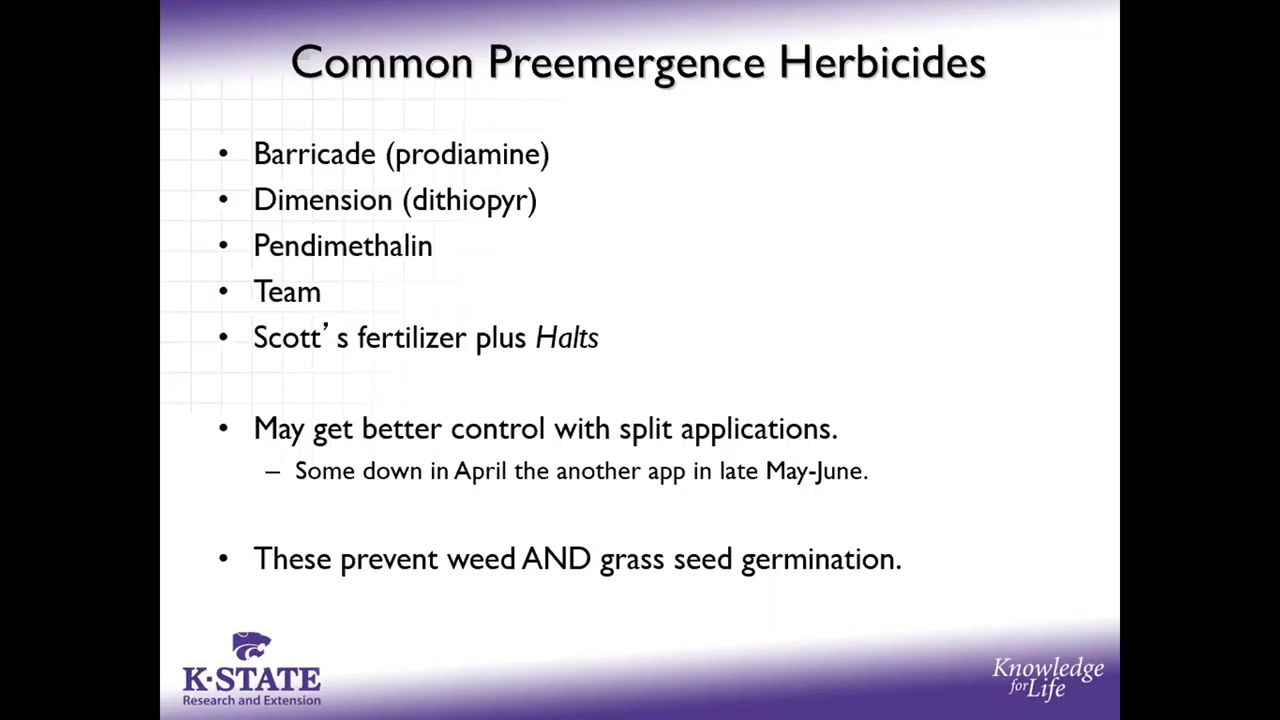 Common Preemergence Herbicides
• Barricade (prodiamine)
• Dimension (dithiopyr)
• Pendimethalin
• Team
• Scott’s fertilizer plus Halts
• May get better control with split applications.
– Some down in April the another app in late May-June.
• These prevent weed AND grass seed germination.
K-STATE
Research and Extension
Knowledge
for Life